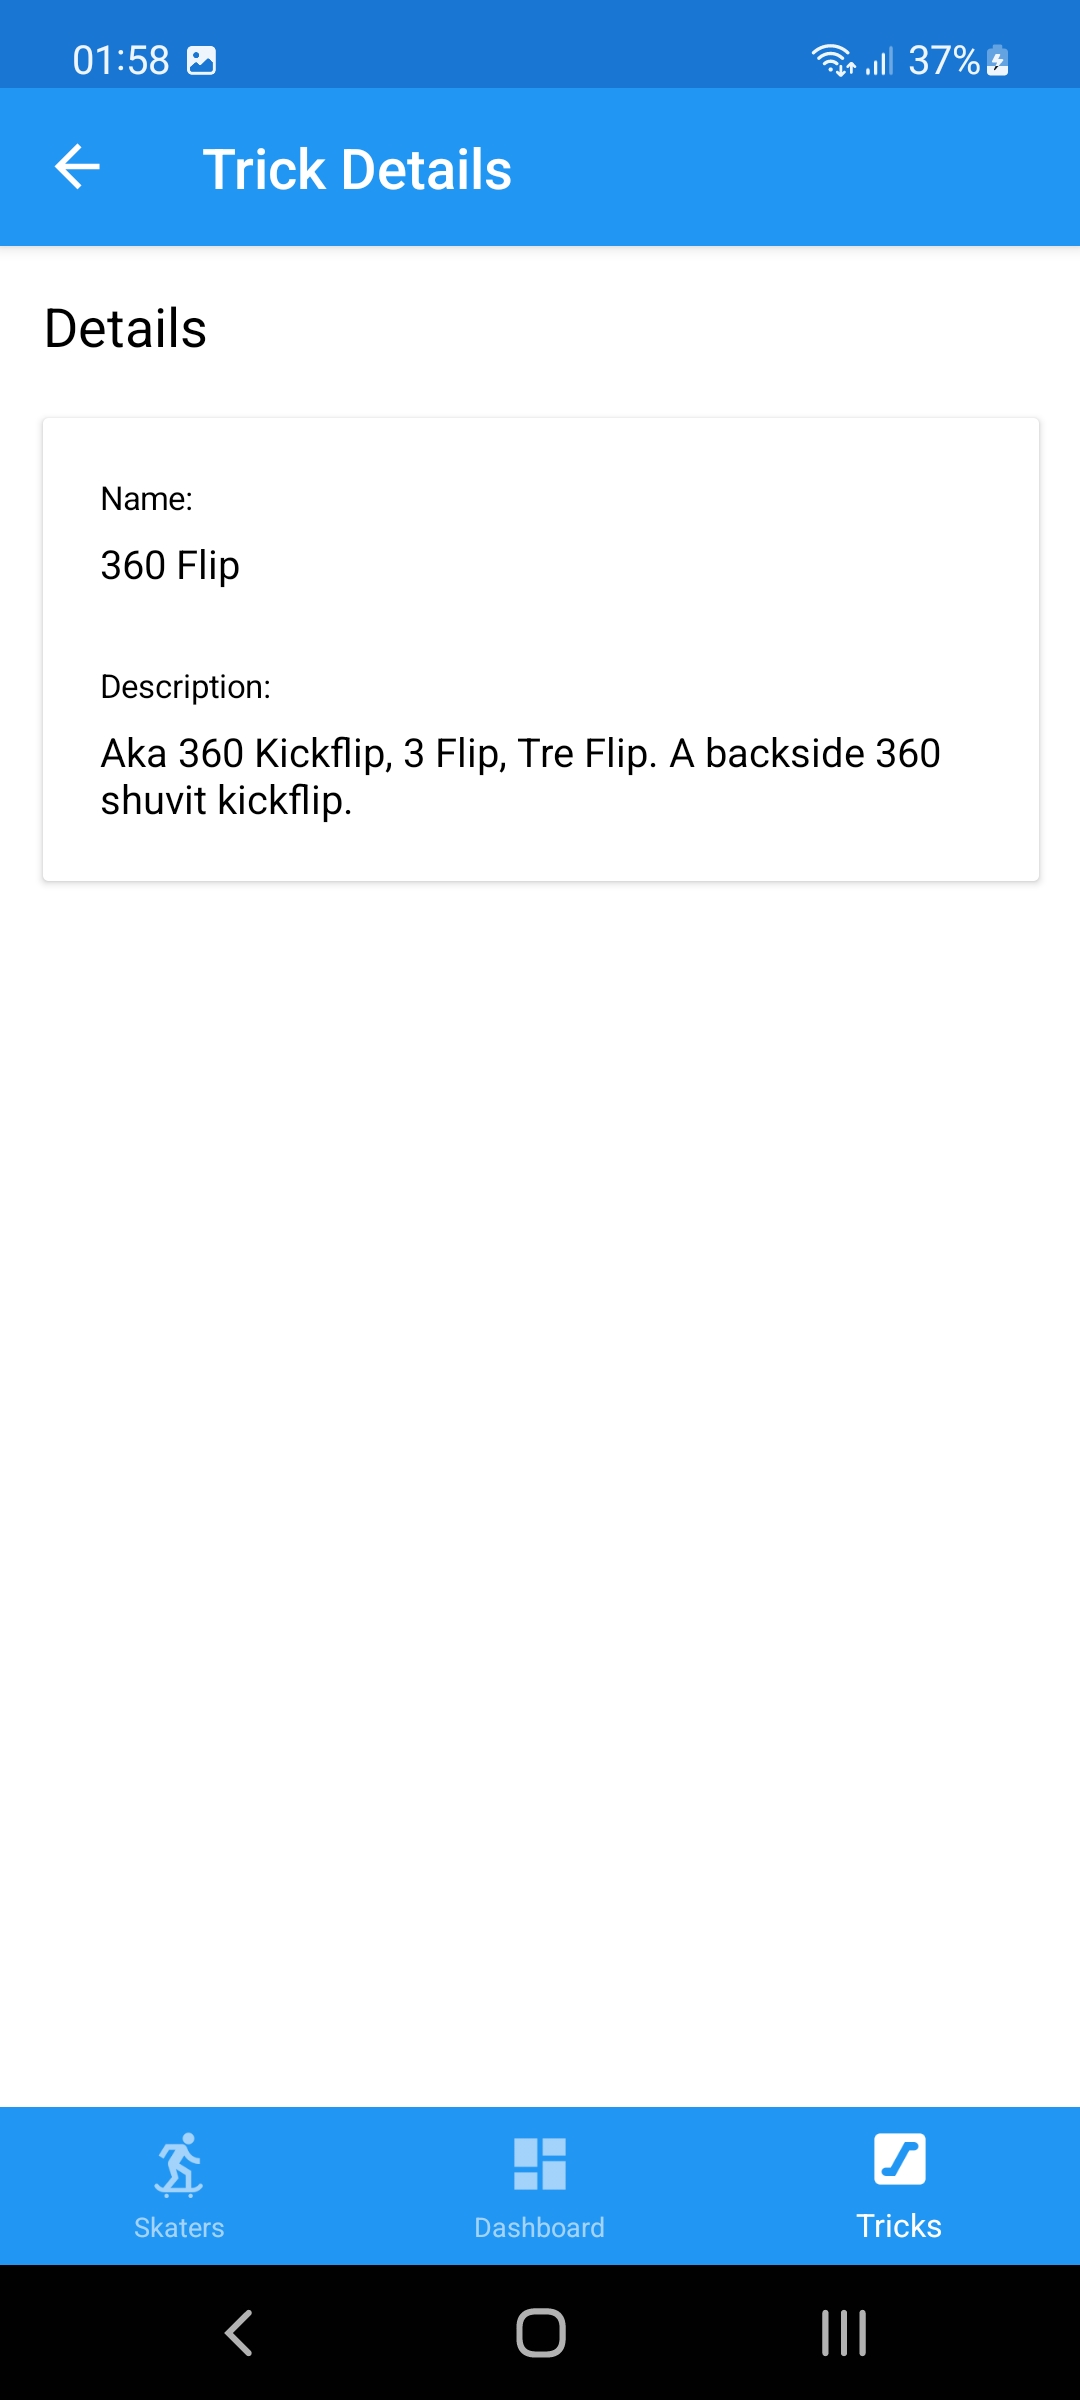 01:58
37%
Trick Details
Details
Name:
360 Flip
Description:
Aka 360 Kickflip, 3 Flip, Tre Flip. A backside 360
shuvit kickflip.
Skaters
Dashboard
Tricks